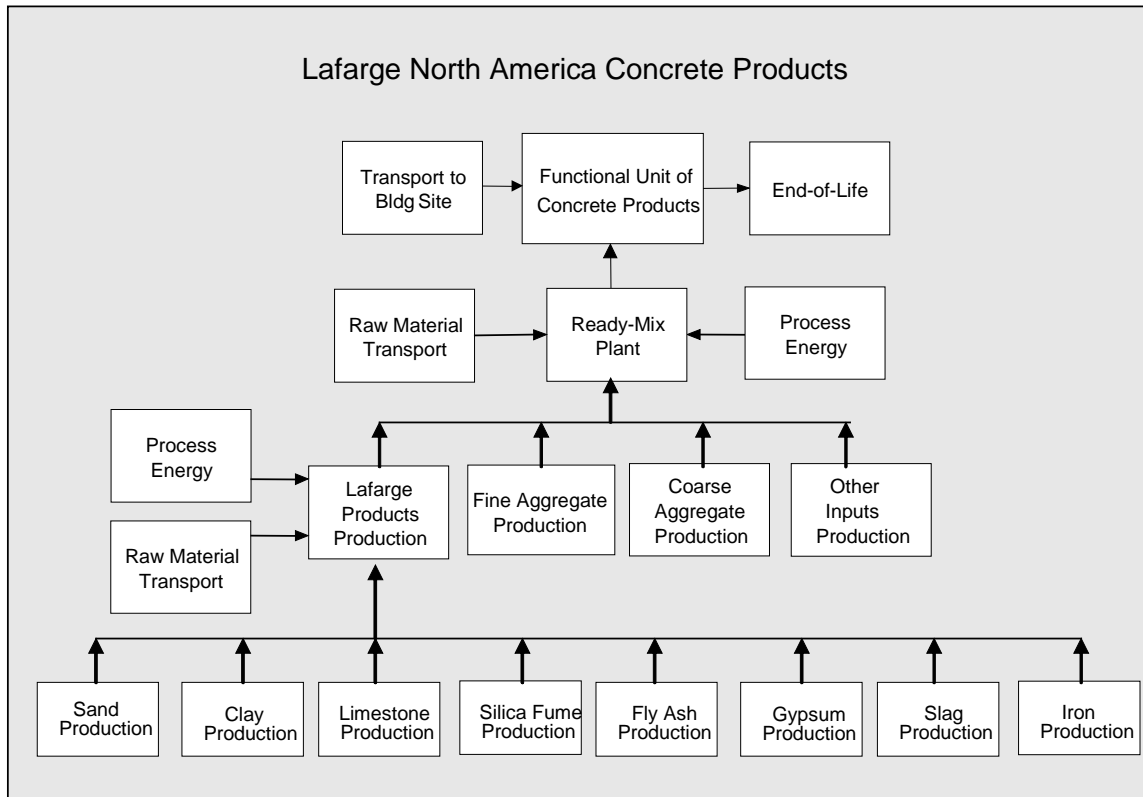 Lafarge North America Concrete Products
Transport to
Bldg Site
Functional Unit of
Concrete Products
End-of-Life
Raw Material
Transport
Ready-Mix
Plant
Process
Energy
Process
Energy
Raw Material
Transport
Lafarge
Products
Production
Fine Aggregate
Production
Coarse
Aggregate
Production
Other
Inputs
Production
Sand
Production
Clay
Production
Limestone
Production
Silica Fume
Production
Fly Ash
Production
Gypsum
Production
Slag
Production
Iron
Production